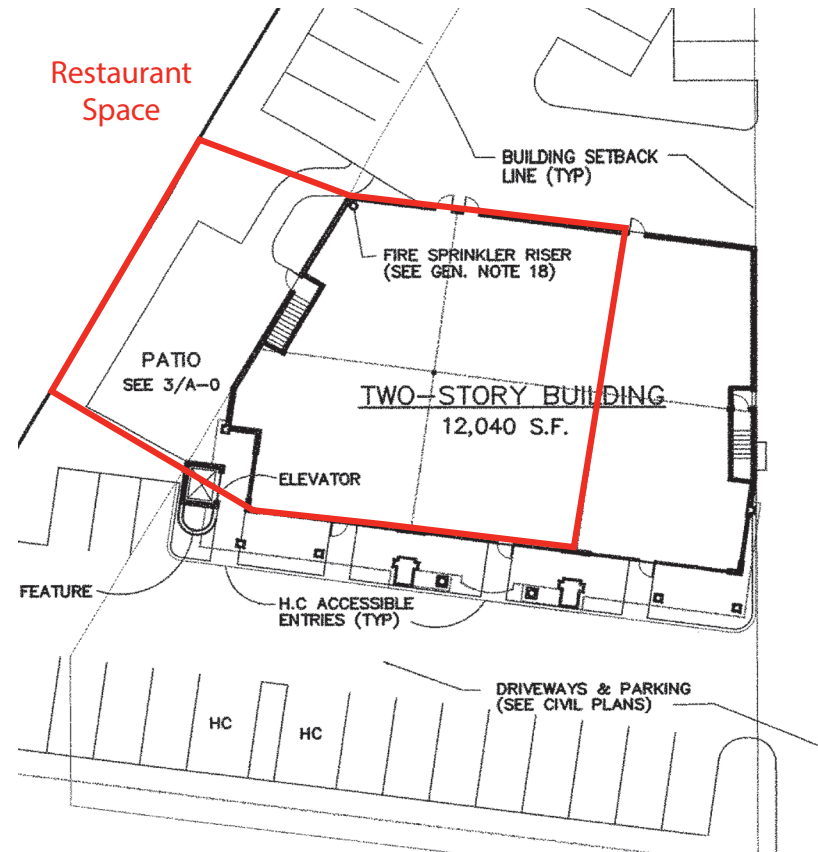 Restaurant
Space
BUILDING SETBACK
LINE (TYP)
FIRE SPRINKLER RISER
(SEE GEN. NOTE 18)
PATIO
SEE 3/A-0
TWO-STORY BUILDING
12,040 S.F.
ELEVATOR
FEATURE
H.C ACCESSIBLE
ENTRIES (TYP)
DRIVEWAYS & PARKING
(SEE CIVIL PLANS)
HC
HC